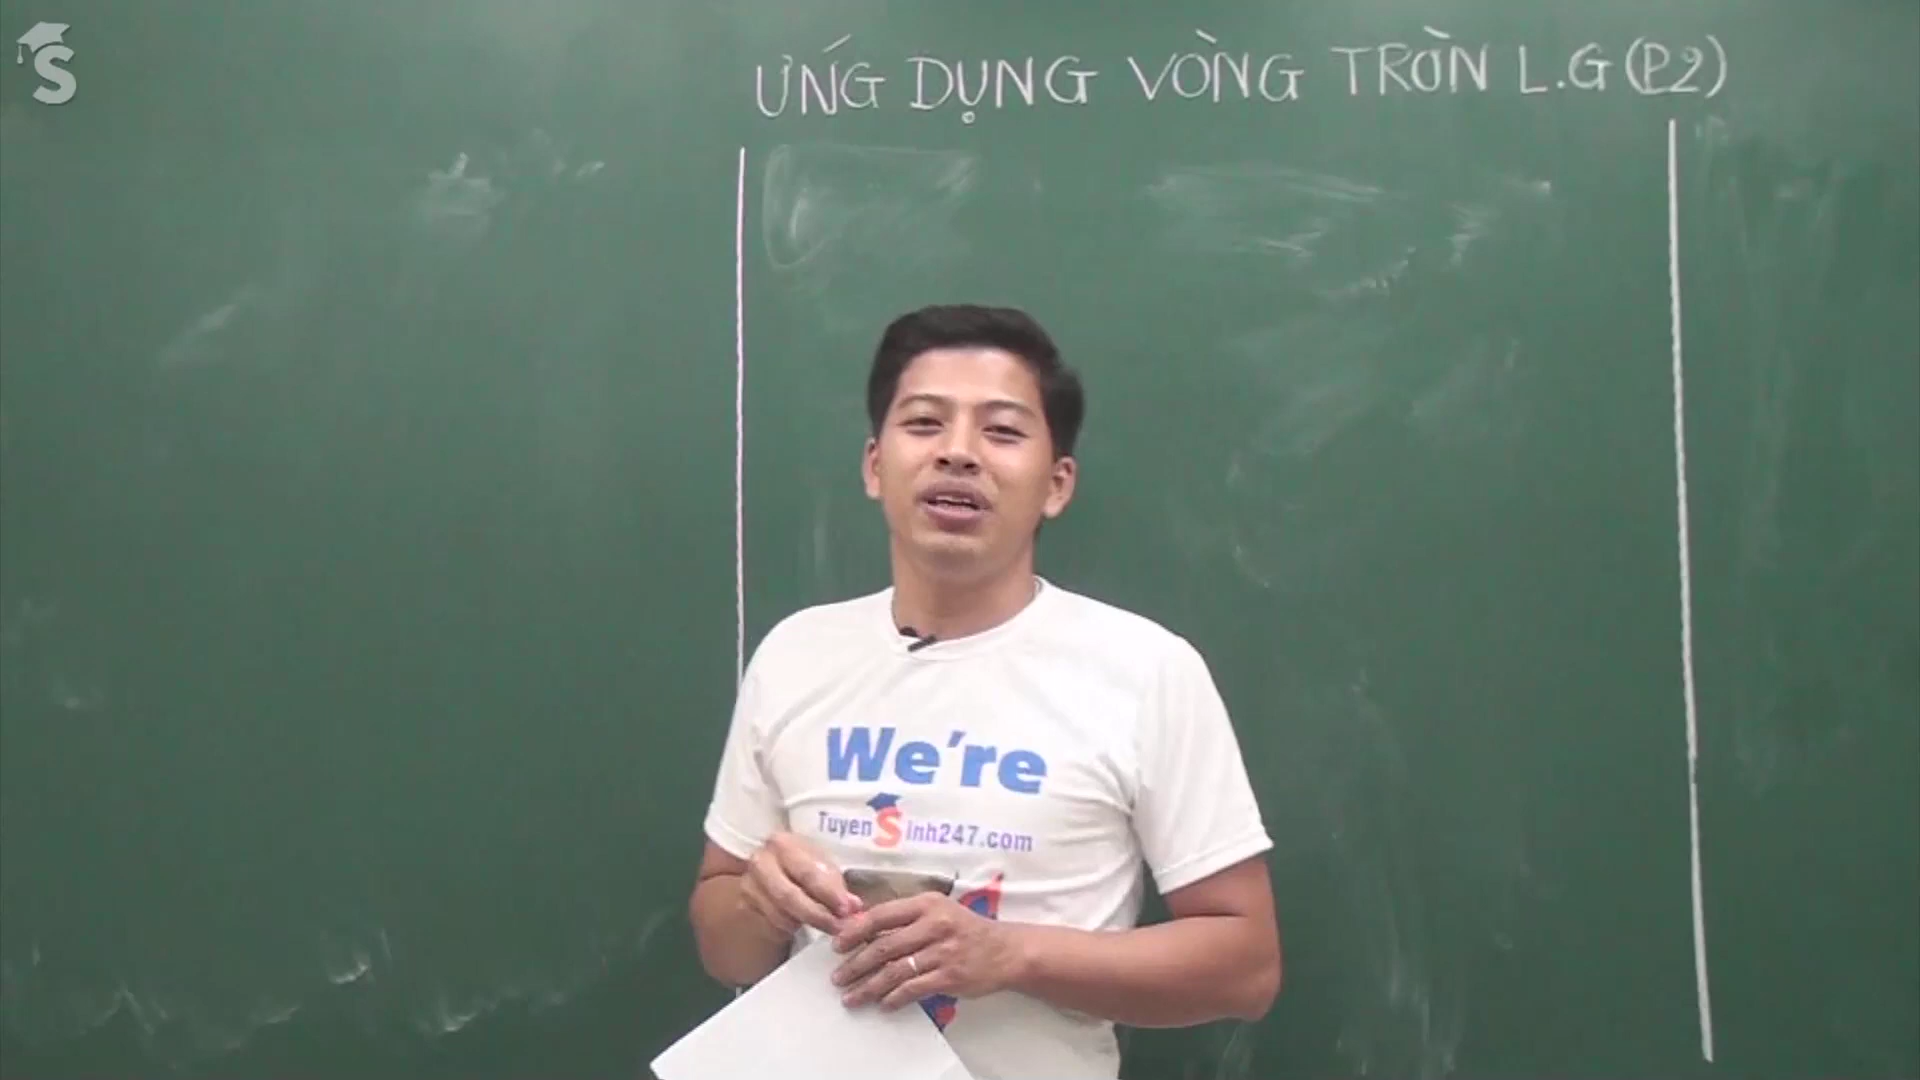 ỨNG DỤNG VÒNG TRÒN L.G (P2)
We're
TuyenSinh247.com